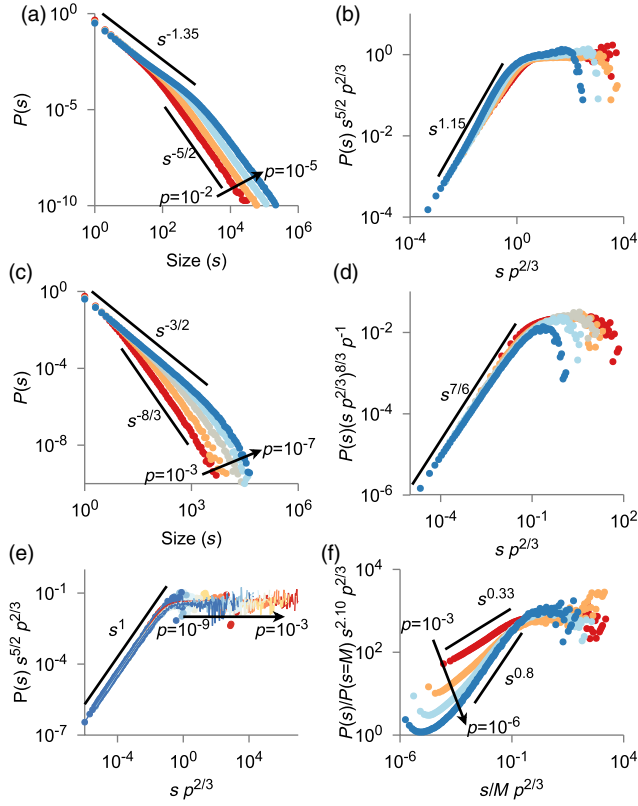 (a)
10^0
s^-1.35
P(s)
10^-5
s^-5/2
p=10^-5
p=10^-2
10^-10
10^0 10^2 10^4 10^6
Size (s)
(b)
P(s) s^5/2 p^2/3
10^0
10^-2
10^-4
s^1.15
10^-4 10^0 10^4
s p^2/3
(c)
10^0
s^-3/2
P(s)
10^-4
s^-8/3
10^-8
p=10^-7
p=10^-3
10^0 10^3 10^6
Size (s)
(d)
P(s)(s p^2/3)^8/3 p^-1
10^-2
10^-4
10^-6
s^7/6
10^-4 10^-1 10^2
s p^2/3
(e)
P(s) s^5/2 p^2/3
10^-1
10^-4
10^-7
s^1
p=10^-9 p=10^-3
10^-4 10^0 10^4
s p^2/3
(f)
P(s)/P(s=M) s^2.10 p^2/3
10^4
10^2
10^0
p=10^-3
s^0.33
s^0.8
p=10^-6
10^-6 10^-1 10^4
s/M p^2/3